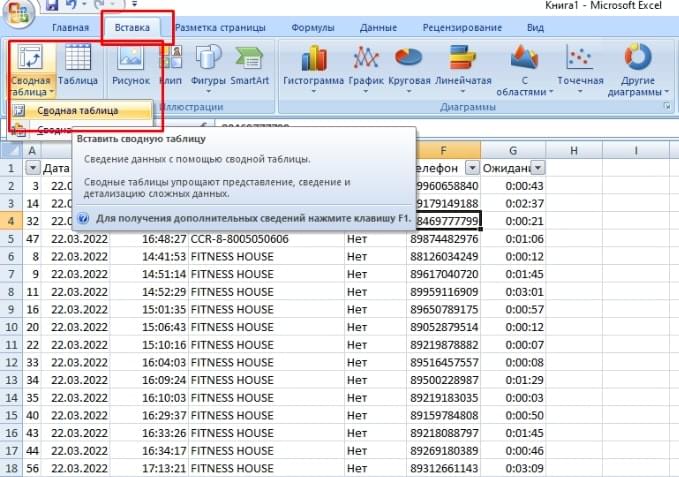 Книга1 - Microsoft Excel
Главная Вставка Разметка страницы Формулы Данные Рецензирование Вид
Сводная таблица Таблица Рисунок Клип Фигуры SmartArt Гистограмма График Круговая Линейчатая С областями Точечная Другие диаграммы
Иллюстрации Диаграммы
Сводная таблица
Вставить сводную таблицу
Сведение данных с помощью сводной таблицы.
Сводные таблицы упрощают представление, сведение и
детализацию сложных данных.
Для получения дополнительных сведений нажмите клавишу F1.
A F G H I
1 Дата Ожидани
2 3 22.0 9960658840 0:00:43
3 14 22.0 9179149188 0:02:37
4 32 22.0 8469777799 0:00:21
5 47 22.03.2022 16:48:27 CCR-8-8005050606 Нет 89874482976 0:01:06
6 8 22.03.2022 14:41:53 FITNESS HOUSE Нет 88126034249 0:00:12
7 9 22.03.2022 14:51:14 FITNESS HOUSE Нет 89617040720 0:01:45
8 11 22.03.2022 14:52:29 FITNESS HOUSE Нет 89959116909 0:03:01
9 16 22.03.2022 15:01:35 FITNESS HOUSE Нет 89650789175 0:00:57
10 20 22.03.2022 15:06:43 FITNESS HOUSE Нет 89052879514 0:00:12
11 22 22.03.2022 15:10:16 FITNESS HOUSE Нет 89219878882 0:00:07
12 33 22.03.2022 16:04:03 FITNESS HOUSE Нет 89516457557 0:00:08
13 34 22.03.2022 16:09:24 FITNESS HOUSE Нет 89500228987 0:01:29
14 35 22.03.2022 16:10:03 FITNESS HOUSE Нет 89219183035 0:00:03
15 40 22.03.2022 16:29:37 FITNESS HOUSE Нет 89159784808 0:00:50
16 43 22.03.2022 16:33:26 FITNESS HOUSE Нет 89218088797 0:01:45
17 44 22.03.2022 16:34:17 FITNESS HOUSE Нет 89269180389 0:00:46
18 56 22.03.2022 17:13:21 FITNESS HOUSE Нет 89312661143 0:03:09